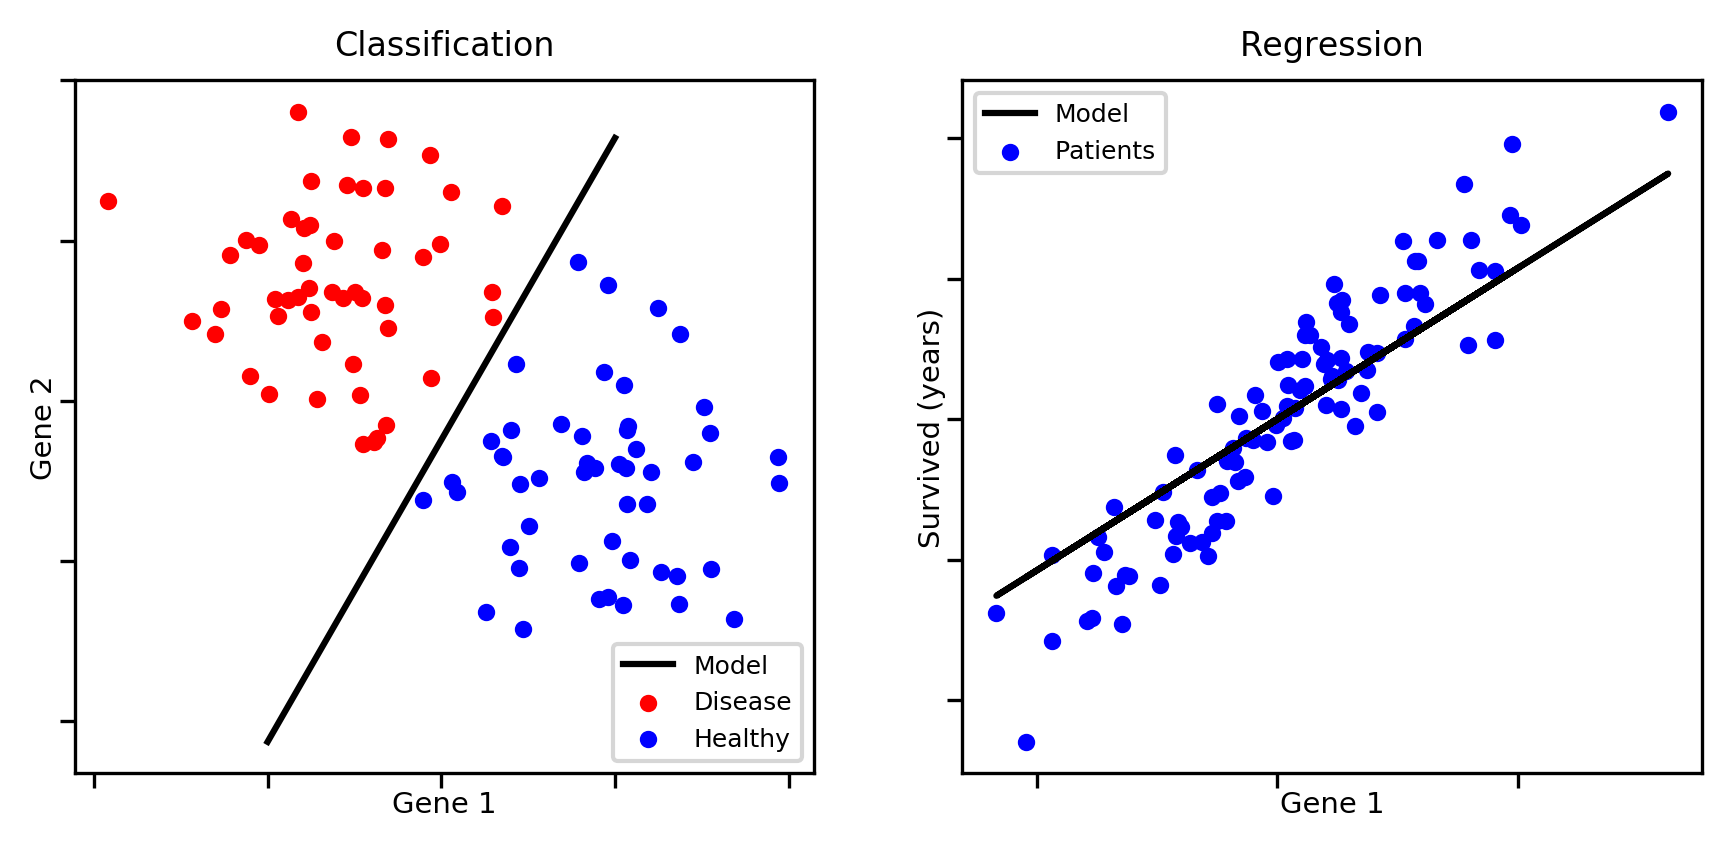 Classification
Gene 2
Model
Disease
Healthy
Gene 1
Regression
Model
Patients
Survived (years)
Gene 1